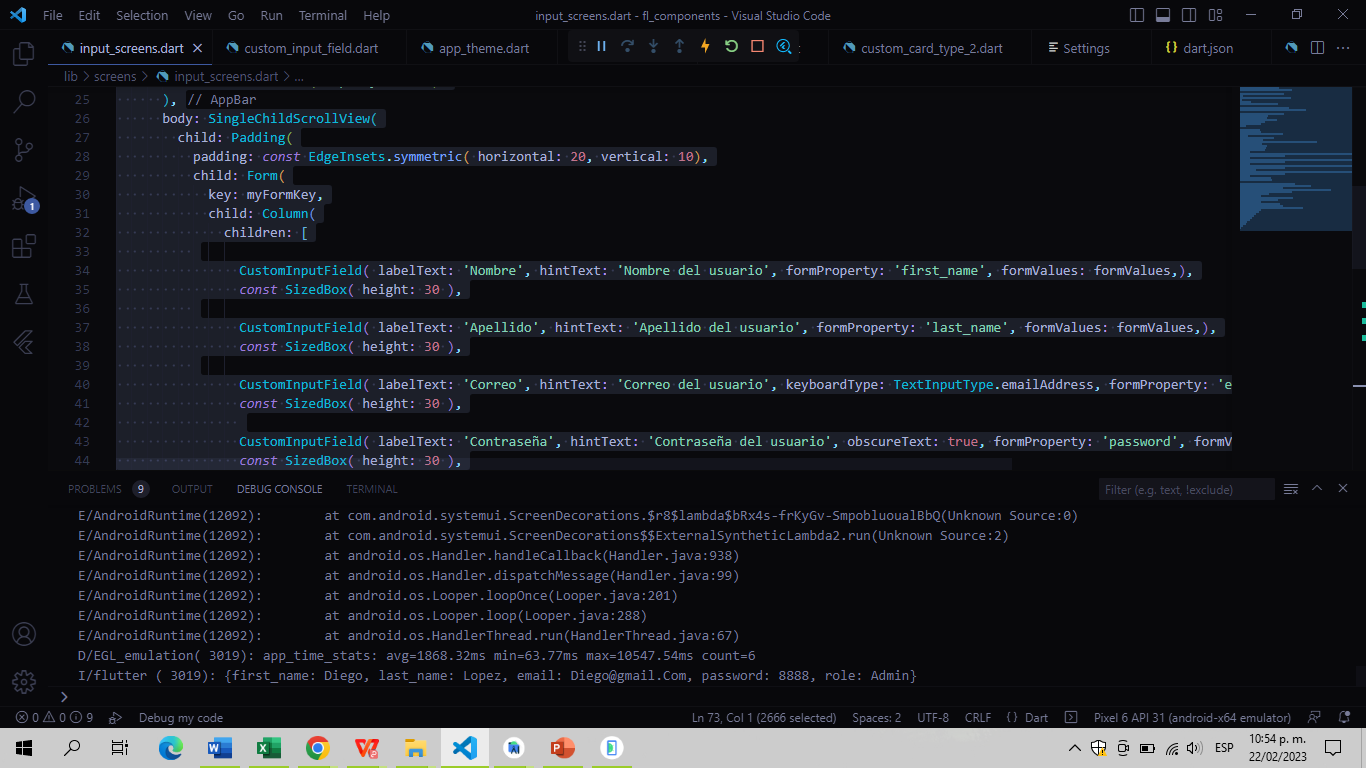 File Edit Selection View Go Run Terminal Help input_screens.dart - fl_components - Visual Studio Code
input_screens.dart custom_input_field.dart app_theme.dart custom_card_type_2.dart Settings dart.json
lib > screens > input_screens.dart > ...
25 ), // AppBar
26 body: SingleChildScrollView(
27 child: Padding(
28 padding: const EdgeInsets.symmetric( horizontal: 20, vertical: 10),
29 child: Form(
30 key: myFormKey,
31 child: Column(
32 children: [
33
34 CustomInputField( labelText: 'Nombre', hintText: 'Nombre del usuario', formProperty: 'first_name', formValues: formValues,),
35 const SizedBox( height: 30 ),
36
37 CustomInputField( labelText: 'Apellido', hintText: 'Apellido del usuario', formProperty: 'last_name', formValues: formValues,),
38 const SizedBox( height: 30 ),
39
40 CustomInputField( labelText: 'Correo', hintText: 'Correo del usuario', keyboardType: TextInputType.emailAddress, formProperty: 'e
41 const SizedBox( height: 30 ),
42
43 CustomInputField( labelText: 'Contraseña', hintText: 'Contraseña del usuario', obscureText: true, formProperty: 'password', formV
44 const SizedBox( height: 30 ),
PROBLEMS 9 OUTPUT DEBUG CONSOLE TERMINAL Filter (e.g. text, !exclude)
E/AndroidRuntime(12092): at com.android.systemui.ScreenDecorations.$r8$lambda$bRx4s-frKyGv-SmpobluoualBbQ(Unknown Source:0)
E/AndroidRuntime(12092): at com.android.systemui.ScreenDecorations$$ExternalSyntheticLambda2.run(Unknown Source:2)
E/AndroidRuntime(12092): at android.os.Handler.handleCallback(Handler.java:938)
E/AndroidRuntime(12092): at android.os.Handler.dispatchMessage(Handler.java:99)
E/AndroidRuntime(12092): at android.os.Looper.loopOnce(Looper.java:201)
E/AndroidRuntime(12092): at android.os.Looper.loop(Looper.java:288)
E/AndroidRuntime(12092): at android.os.HandlerThread.run(HandlerThread.java:67)
D/EGL_emulation( 3019): app_time_stats: avg=1868.32ms min=63.77ms max=10547.54ms count=6
I/flutter ( 3019): {first_name: Diego, last_name: Lopez, email: Diego@gmail.Com, password: 8888, role: Admin}
>
0 0 9 Debug my code Ln 73, Col 1 (2666 selected) Spaces: 2 UTF-8 CRLF {} Dart Pixel 6 API 31 (android-x64 emulator)
ESP 10:54 p. m.
22/02/2023